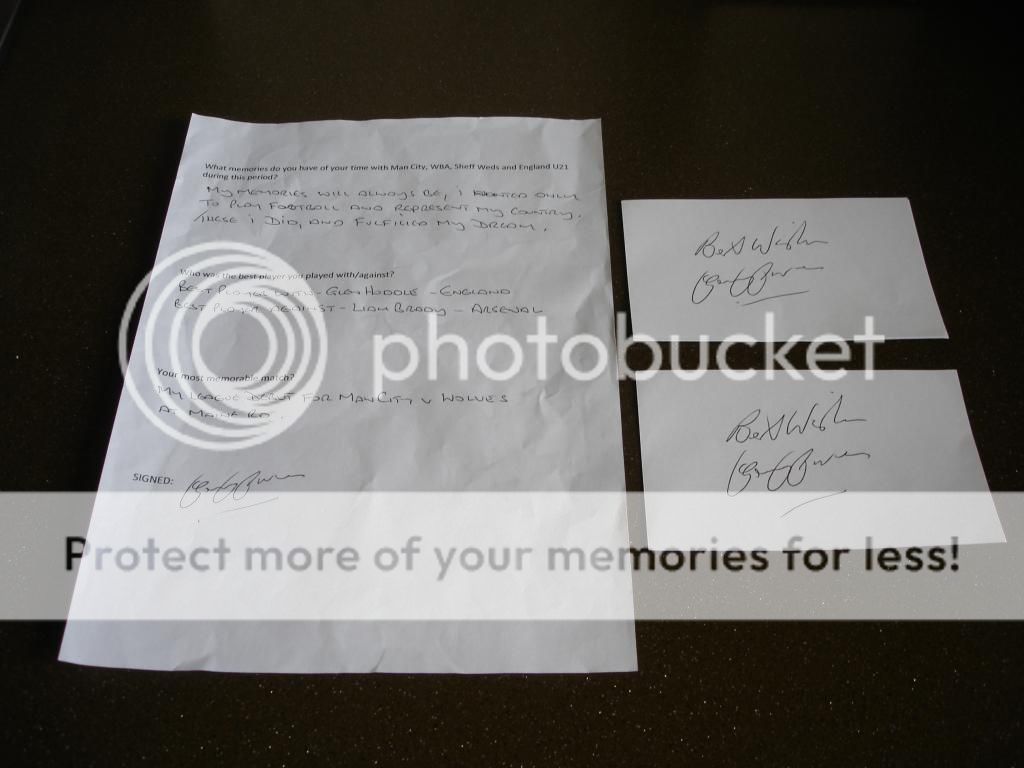 What memories do you have of your time with Man City, WBA, Sheff Weds and England U21
during this period?
MY MEMORIES WILL ALWAYS BE, I WANTED ONLY
TO PLAY FOOTBALL AND REPRESENT MY COUNTRY.
THESE I DID, AND FULFILLED MY DREAM.
Who was the best player you played with/against?
BEST PLAYER WITH - GLEN HODDLE - ENGLAND
BEST PLAYER AGAINST - LIAM BRADY - ARSENAL
Your most memorable match?
MY LEAGUE DEBUT FOR MAN CITY V WOLVES
AT MAINE RD.
SIGNED:
Best Wishes
Best Wishes
photobucket
Protect more of your memories for less!